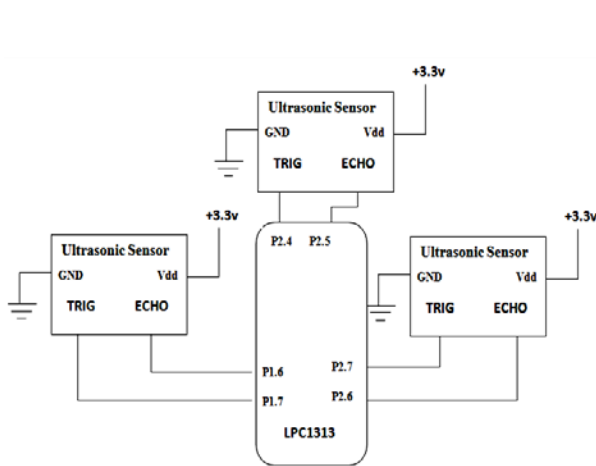 +3.3v
Ultrasonic Sensor
GND Vdd
TRIG ECHO
+3.3v
Ultrasonic Sensor
GND Vdd
TRIG ECHO
+3.3v
Ultrasonic Sensor
GND Vdd
TRIG ECHO
P2.4 P2.5
P1.6 P2.7
P1.7 P2.6
LPC1313